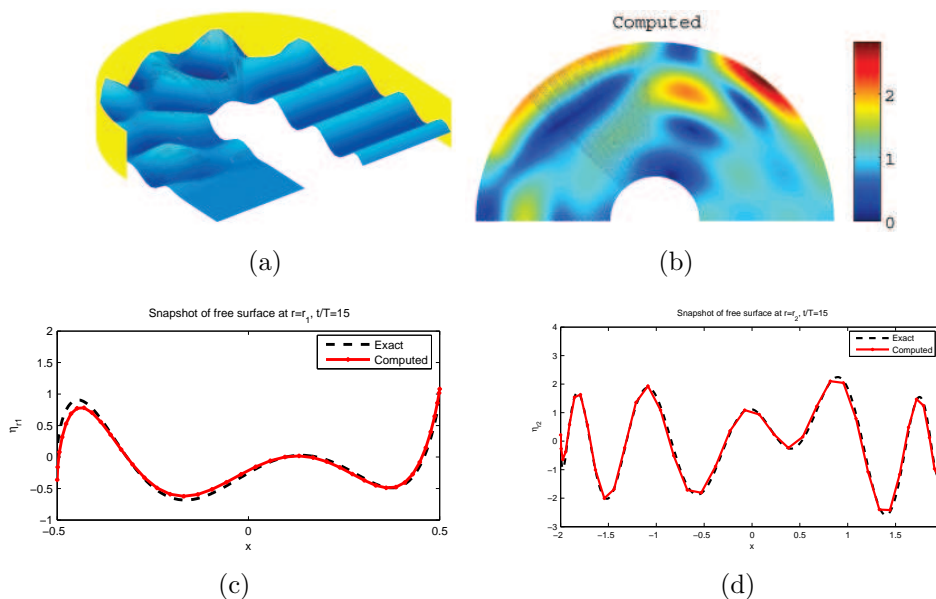 Computed
2
1
0
(a)
(b)
Snapshot of free surface at r=r₁, t/T=15
2
1.5
1
0.5
0
−0.5
−1
η_r1
−0.5
0
0.5
x
Exact
Computed
(c)
Snapshot of free surface at r=r₂, t/T=15
4
3
2
1
0
−1
−2
−3
η_r2
−2
−1.5
−1
−0.5
0
0.5
1
1.5
2
x
Exact
Computed
(d)